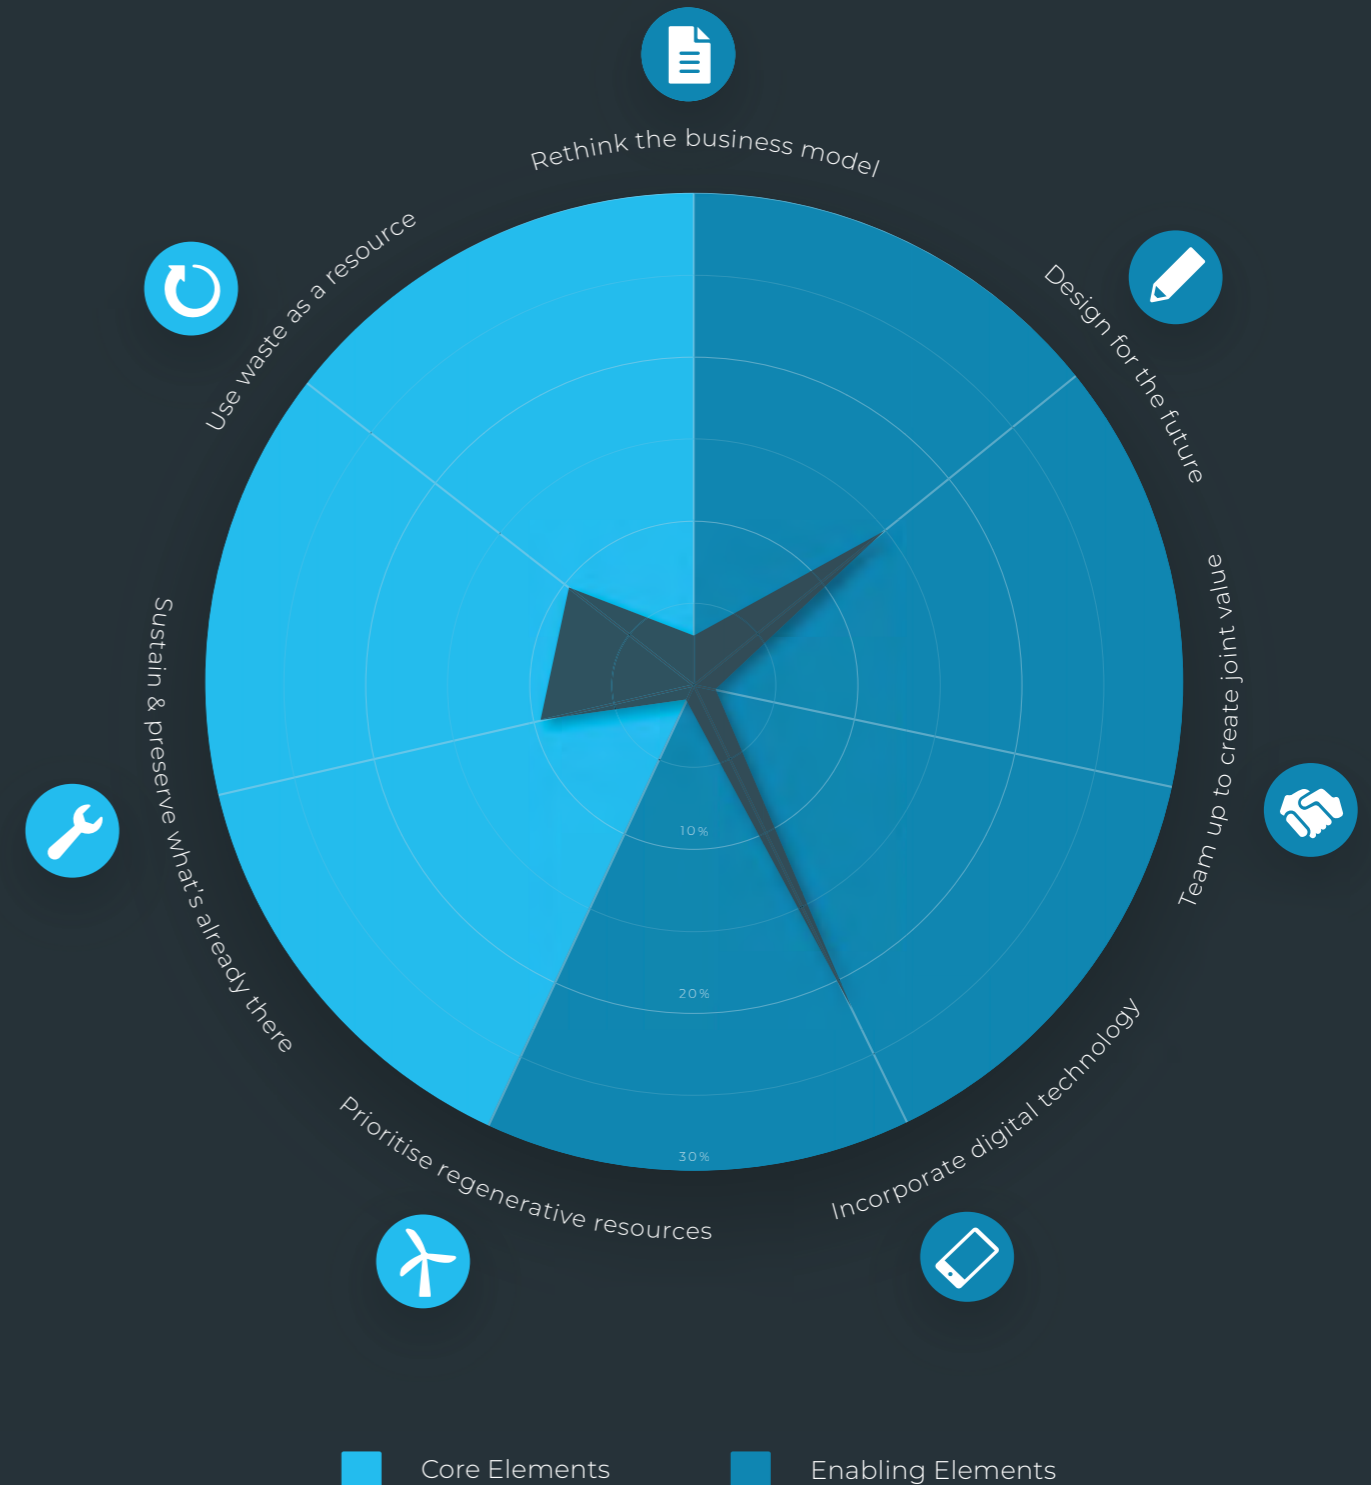 Rethink the business model
Design for the future
Team up to create joint value
Incorporate digital technology
Prioritise regenerative resources
Sustain & preserve what's already there
Use waste as a resource
10%
20%
30%
Core Elements
Enabling Elements